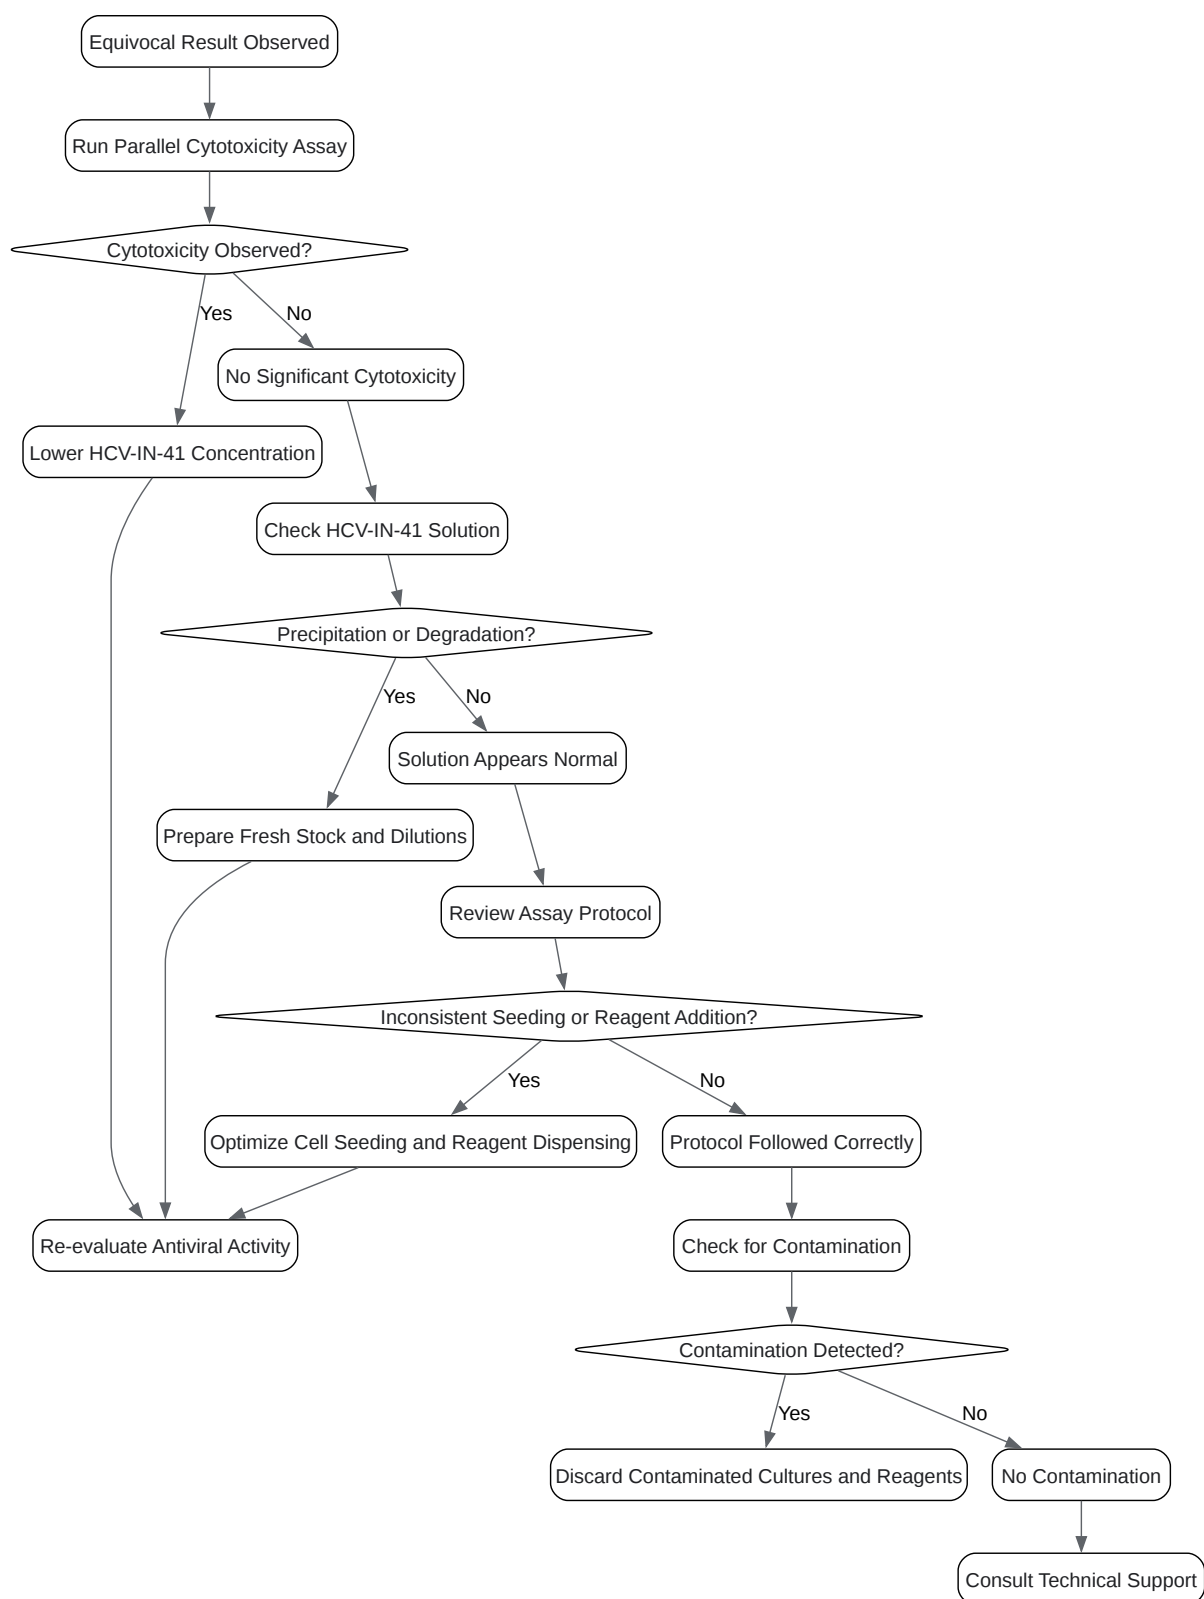 Equivocal Result Observed
Run Parallel Cytotoxicity Assay
Cytotoxicity Observed?
Yes
No
No Significant Cytotoxicity
Lower HCV-IN-41 Concentration
Check HCV-IN-41 Solution
Precipitation or Degradation?
Yes
No
Solution Appears Normal
Prepare Fresh Stock and Dilutions
Review Assay Protocol
Inconsistent Seeding or Reagent Addition?
Yes
No
Optimize Cell Seeding and Reagent Dispensing
Protocol Followed Correctly
Re-evaluate Antiviral Activity
Check for Contamination
Contamination Detected?
Yes
No
Discard Contaminated Cultures and Reagents
No Contamination
Consult Technical Support